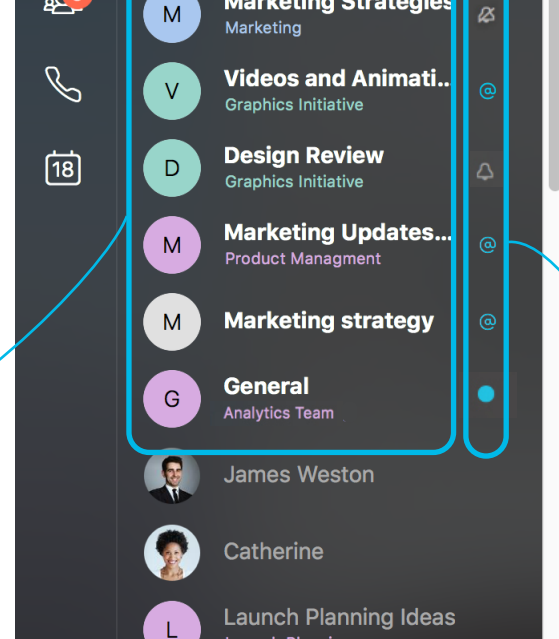 M
Marketing Strategies
Marketing
V
Videos and Animati..
Graphics Initiative
@
18
D
Design Review
Graphics Initiative
M
Marketing Updates...
Product Managment
@
M
Marketing strategy
@
G
General
Analytics Team
James Weston
Catherine
L
Launch Planning Ideas